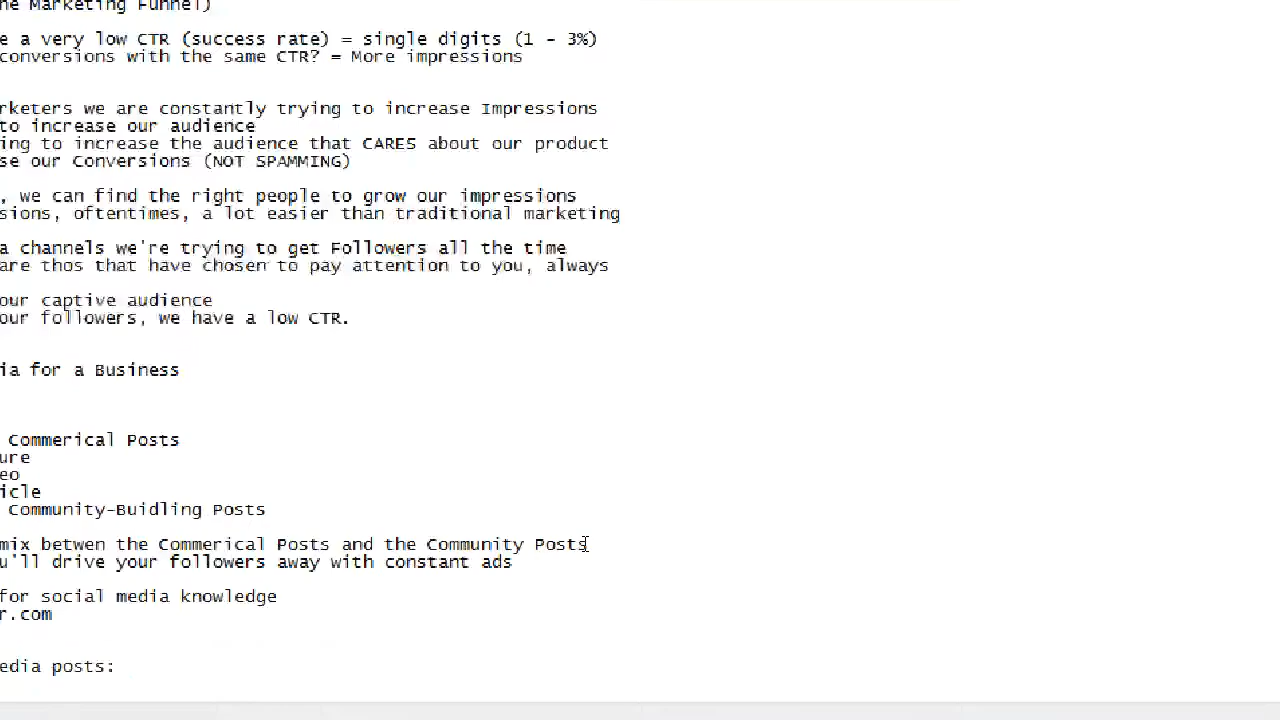 ne Marketing Funnel)
e a very low CTR (success rate) = single digits (1 - 3%)
conversions with the same CTR? = More impressions
rketers we are constantly trying to increase Impressions
to increase our audience
ing to increase the audience that CARES about our product
se our Conversions (NOT SPAMMING)
, we can find the right people to grow our impressions
sions, oftentimes, a lot easier than traditional marketing
a channels we're trying to get Followers all the time
are thos that have chosen to pay attention to you, always
our captive audience
our followers, we have a low CTR.
ia for a Business
Commerical Posts
ure
eo
icle
Community-Buidling Posts
mix betwen the Commerical Posts and the Community Posts
u'll drive your followers away with constant ads
for social media knowledge
r.com
edia posts: